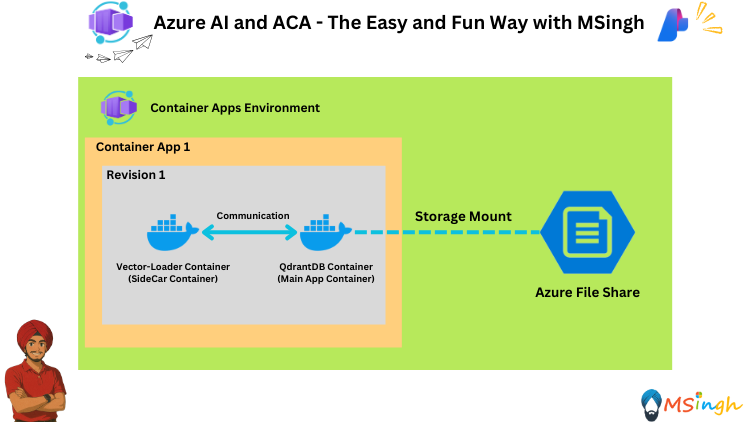 Azure AI and ACA - The Easy and Fun Way with MSingh
Container Apps Environment
Container App 1
Revision 1
Communication
Storage Mount
Vector-Loader Container
(SideCar Container)
QdrantDB Container
(Main App Container)
Azure File Share
MSingh